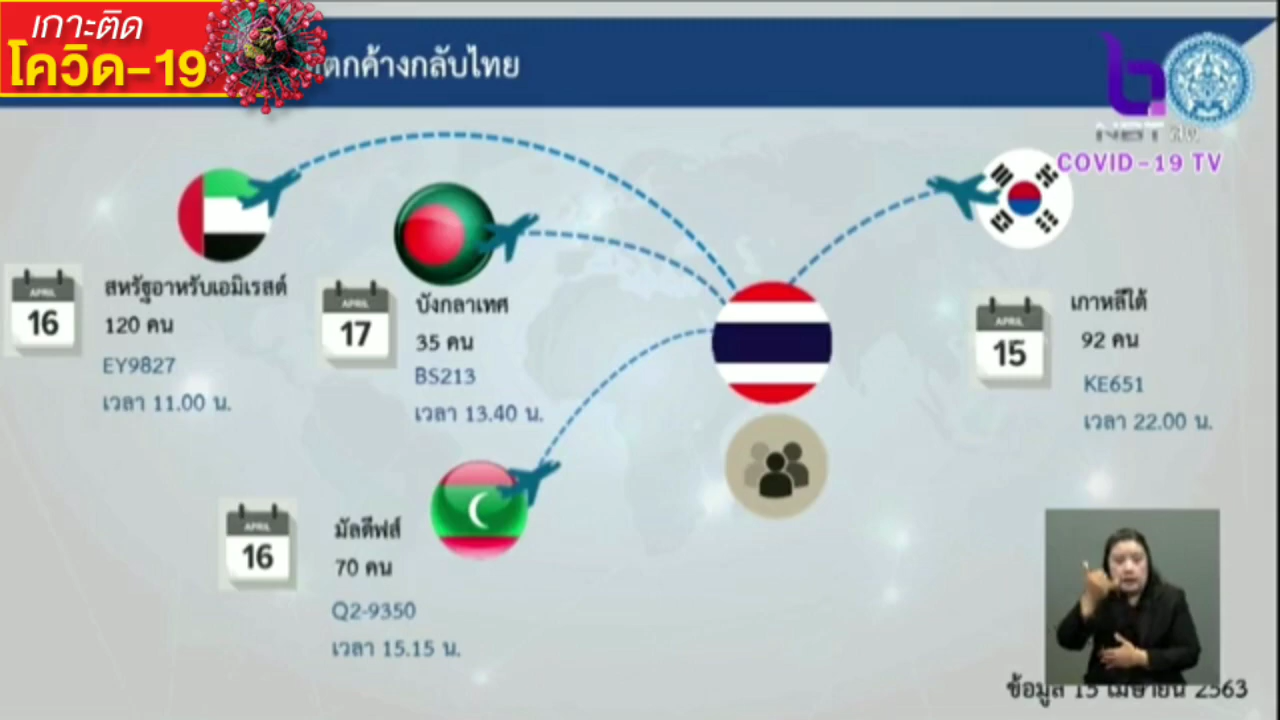 เกาะติด
โควิด-19
ตกค้างกลับไทย
NBT
COVID-19 TV
APRIL
16
สหรัฐอาหรับเอมิเรสต์
120 คน
EY9827
เวลา 11.00 น.
APRIL
17
บังกลาเทศ
35 คน
BS213
เวลา 13.40 น.
APRIL
15
เกาหลีใต้
92 คน
KE651
เวลา 22.00 น.
APRIL
16
มัลดีฟส์
70 คน
Q2-9350
เวลา 15.15 น.
ข้อมูล 15 เมษายน 2563